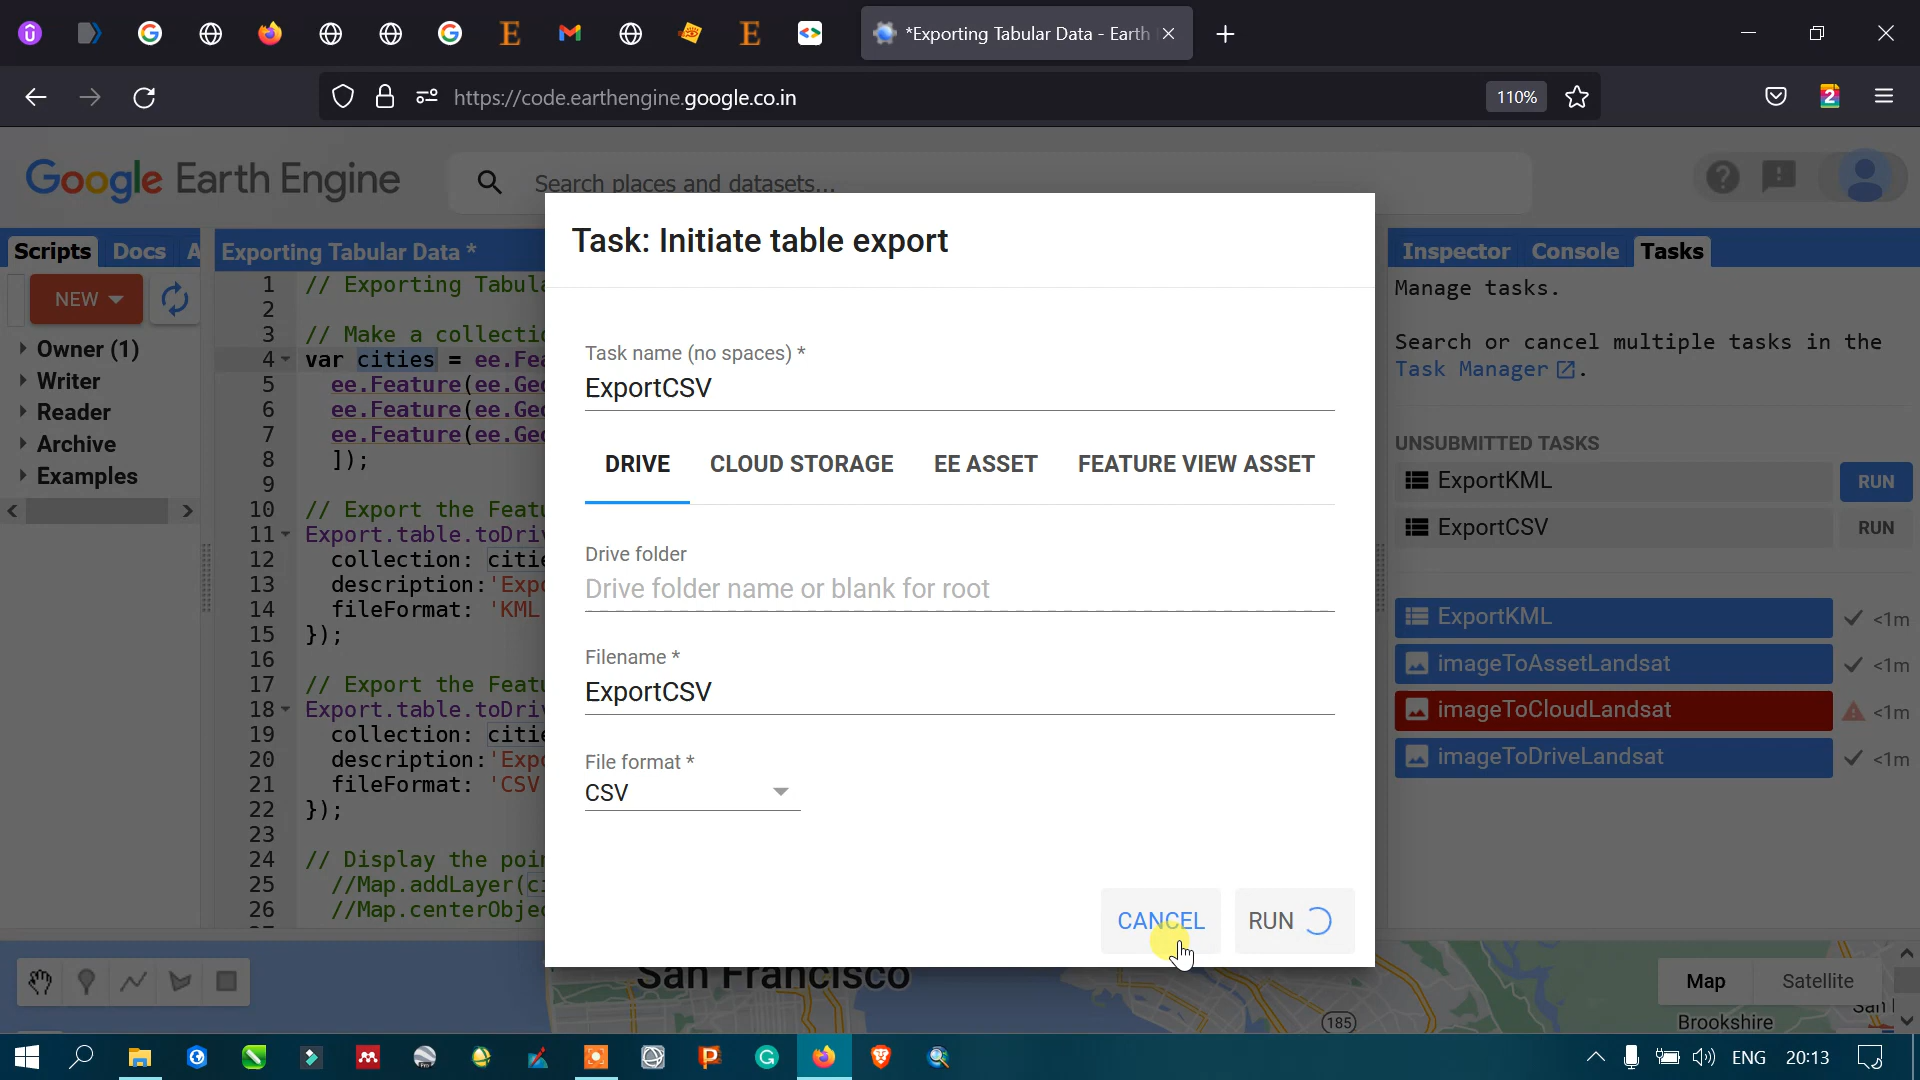 *Exporting Tabular Data - Earth
https://code.earthengine.google.co.in
110%
2
Google Earth Engine
Search places and datasets...
Scripts
Docs
A
NEW
Owner (1)
Writer
Reader
Archive
Examples
Exporting Tabular Data *
1 // Exporting Tabul
2
3 // Make a collecti
4 var cities = ee.Fe
5 ee.Feature(ee.Ge
6 ee.Feature(ee.Ge
7 ee.Feature(ee.Ge
8 ]);
9
10 // Export the Feat
11 Export.table.toDri
12 collection: citi
13 description:'Exp
14 fileFormat: 'KML
15 });
16
17 // Export the Feat
18 Export.table.toDri
19 collection: citi
20 description:'Exp
21 fileFormat: 'CSV
22 });
23
24 // Display the poi
25 //Map.addLayer(c
26 //Map.centerObje
Task: Initiate table export
Task name (no spaces) *
ExportCSV
DRIVE
CLOUD STORAGE
EE ASSET
FEATURE VIEW ASSET
Drive folder
Drive folder name or blank for root
Filename *
ExportCSV
File format *
CSV
CANCEL
RUN
Inspector
Console
Tasks
Manage tasks.
Search or cancel multiple tasks in the
Task Manager .
UNSUBMITTED TASKS
ExportKML
RUN
ExportCSV
RUN
ExportKML
<1m
imageToAssetLandsat
<1m
imageToCloudLandsat
<1m
imageToDriveLandsat
<1m
San Francisco
185
Map
Satellite
Brookshire
San
ENG
20:13